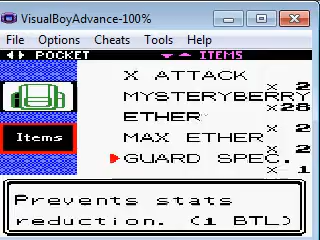 VisualBoyAdvance-100%
File Options Cheats Tools Help
POCKET ITEMS
X ATTACK
× 2
MYSTERYBERRY
×28
ETHER
× 2
MAX ETHER
× 2
GUARD SPEC.
× 1
Items
Prevents stats
reduction. (1 BTL)